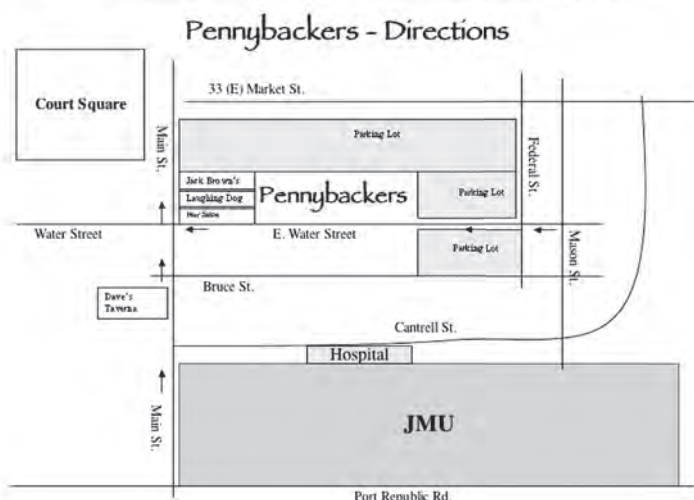 Pennybackers - Directions
33 (E) Market St.
Court Square
Main St.
Parking Lot
Federal St.
Jack Brown's
Laughing Dog
Pennybackers
Parking Lot
Water Street
E. Water Street
Parking Lot
Mason St.
Bruce St.
Dave's
Taverna
Cantrell St.
Hospital
Main St.
JMU
Port Republic Rd.